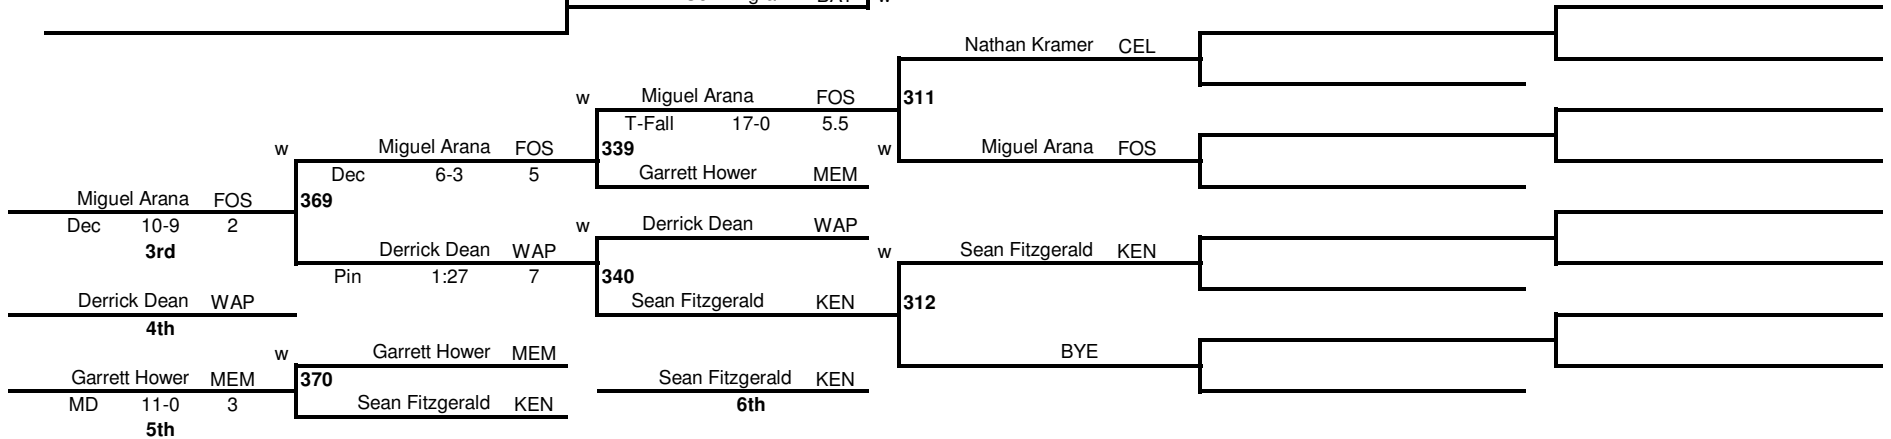 w
Nathan Kramer CEL
w Miguel Arana FOS 311
T-Fall 17-0 5.5
w Miguel Arana FOS 339 w Miguel Arana FOS
Dec 6-3 5 Garrett Hower MEM
Miguel Arana FOS 369
Dec 10-9 2 w Derrick Dean WAP
3rd Derrick Dean WAP w Sean Fitzgerald KEN
Pin 1:27 7 340
Derrick Dean WAP Sean Fitzgerald KEN 312
4th
w Garrett Hower MEM BYE
Garrett Hower MEM 370 Sean Fitzgerald KEN
MD 11-0 3 Sean Fitzgerald KEN 6th
5th